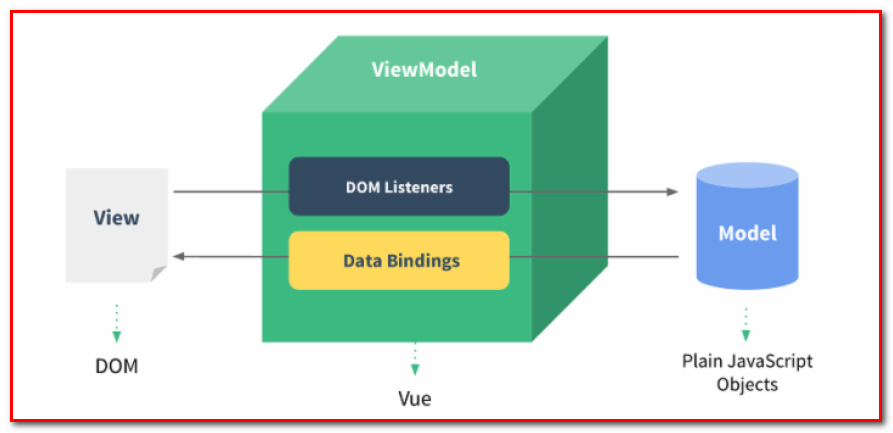 ViewModel
DOM Listeners
View
Model
Data Bindings
DOM
Vue
Plain JavaScript
Objects